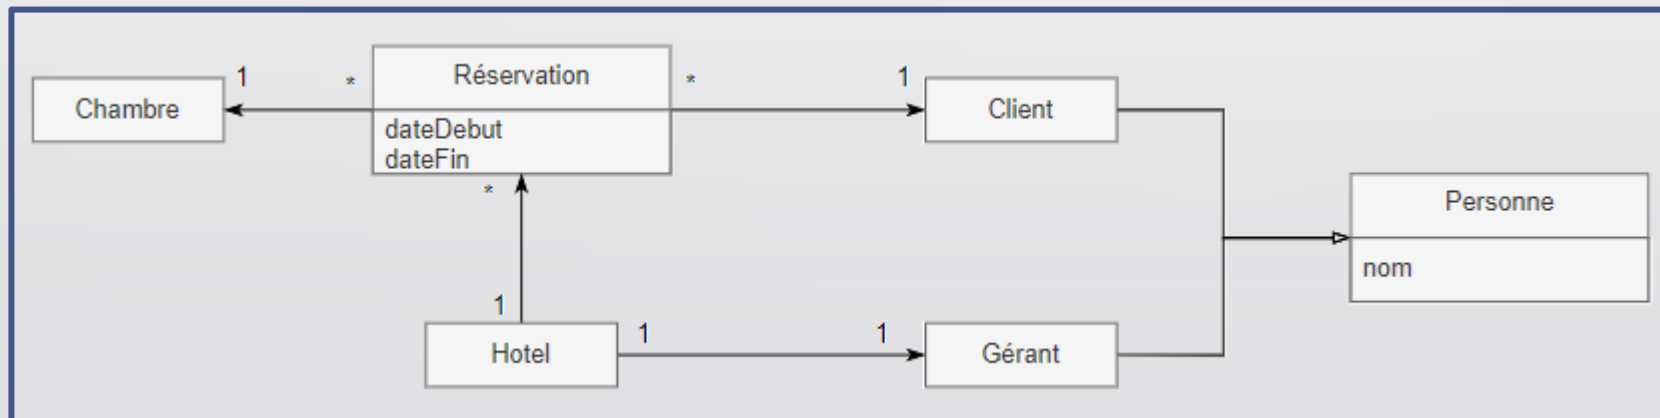 1
*
Réservation
*
1
Chambre
Client
dateDebut
dateFin
*
Personne
nom
1
Hotel
1
1
Gérant